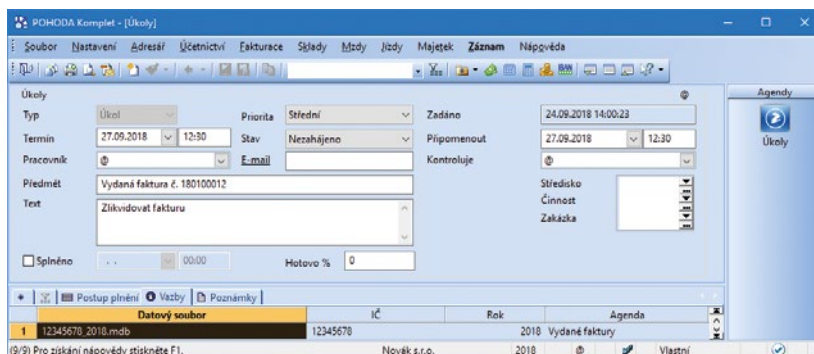 POHODA Komplet - [Úkoly]
Soubor Nastavení Adresář Účetnictví Fakturace Sklady Mzdy Jízdy Majetek Záznam Nápověda
Úkoly @ Agendy
Typ Úkol Priorita Střední Zadáno 24.09.2018 14:00:23
Úkoly
Termín 27.09.2018 12:30 Stav Nezahájeno Připomenout 27.09.2018 12:30
Pracovník @ E-mail Kontroluje @
Předmět Vydaná faktura č. 180100012 Středisko
Text Zlikvidovat fakturu Činnost
Zakázka
Splněno . . 00:00 Hotovo % 0
Postup plnění Vazby Poznámky
Datový soubor IČ Rok Agenda
1 12345678_2018.mdb 12345678 2018 Vydané faktury
(9/9) Pro získání nápovědy stiskněte F1. Novák s.r.o. 2018 @ Vlastní